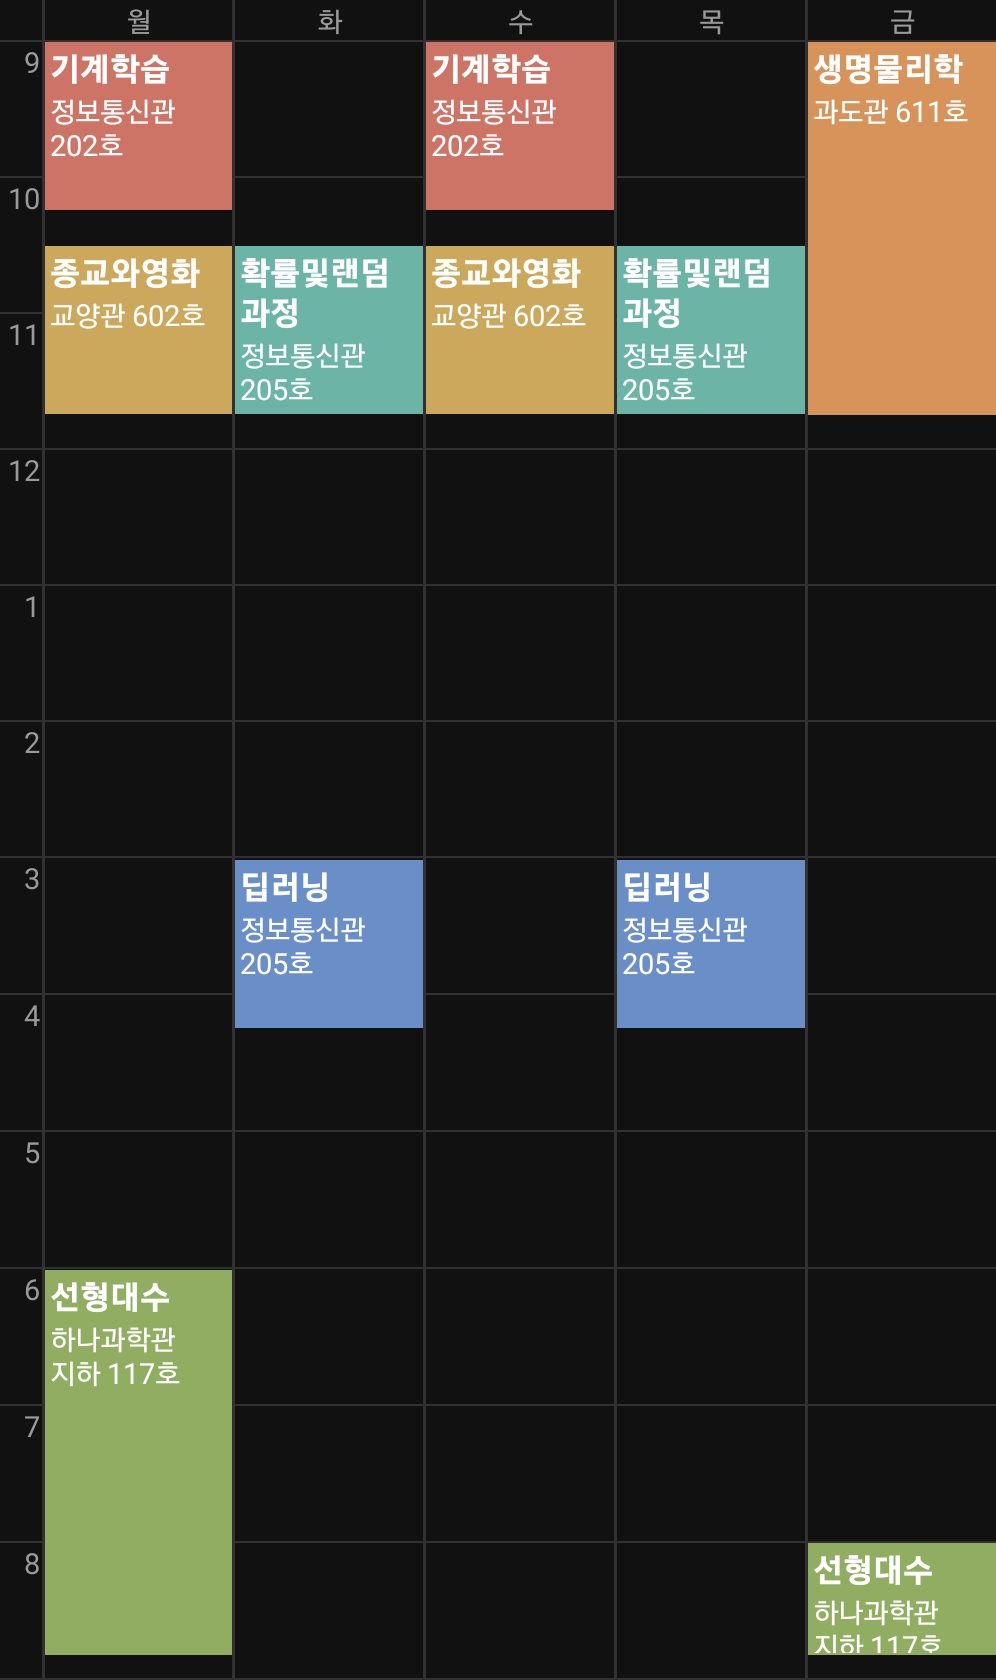 월 화 수 목 금
9
기계학습
정보통신관
202호
기계학습
정보통신관
202호
생명물리학
과도관 611호
10
종교와영화
교양관 602호
확률및랜덤
과정
정보통신관
205호
종교와영화
교양관 602호
확률및랜덤
과정
정보통신관
205호
11
12
1
2
3
딥러닝
정보통신관
205호
딥러닝
정보통신관
205호
4
5
6
선형대수
하나과학관
지하 117호
7
8
선형대수
하나과학관
지하 117호